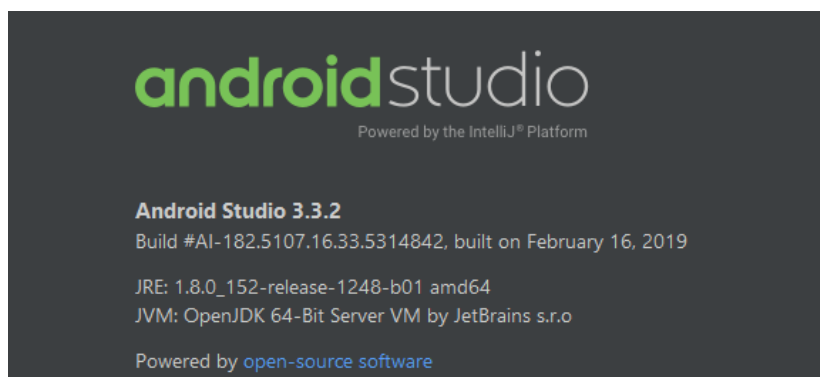 androidstudio
Powered by the IntelliJ® Platform
Android Studio 3.3.2
Build #AI-182.5107.16.33.5314842, built on February 16, 2019
JRE: 1.8.0_152-release-1248-b01 amd64
JVM: OpenJDK 64-Bit Server VM by JetBrains s.r.o
Powered by open-source software